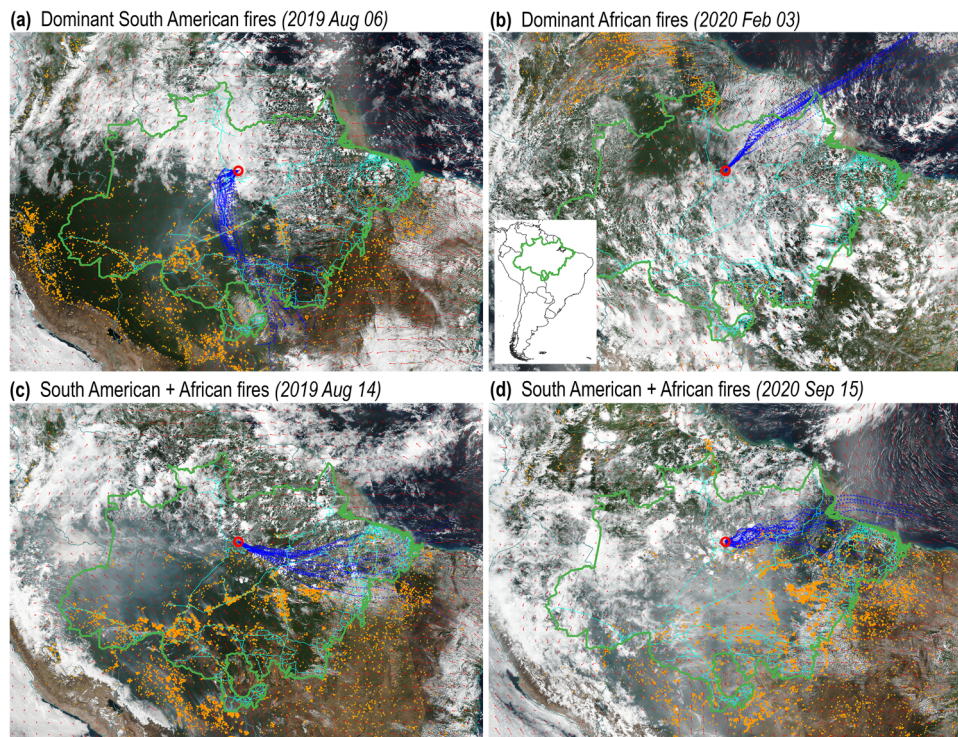 (a) Dominant South American fires (2019 Aug 06)
(b) Dominant African fires (2020 Feb 03)
(c) South American + African fires (2019 Aug 14)
(d) South American + African fires (2020 Sep 15)